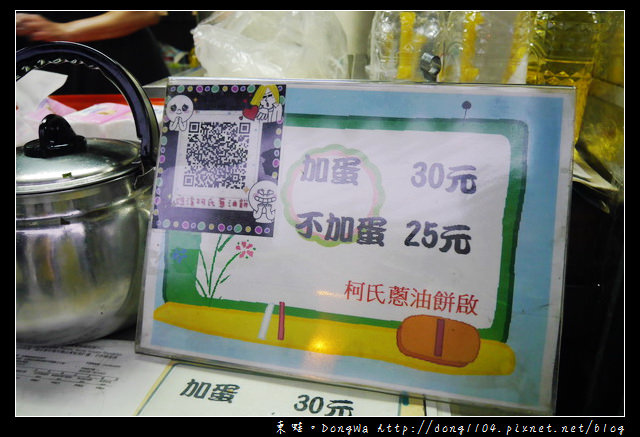 加蛋 30元
不加蛋 25元
柯氏蔥油餅啟
加蛋 30元
東蛙。DongWa http://dong1104.pixnet.net/blog